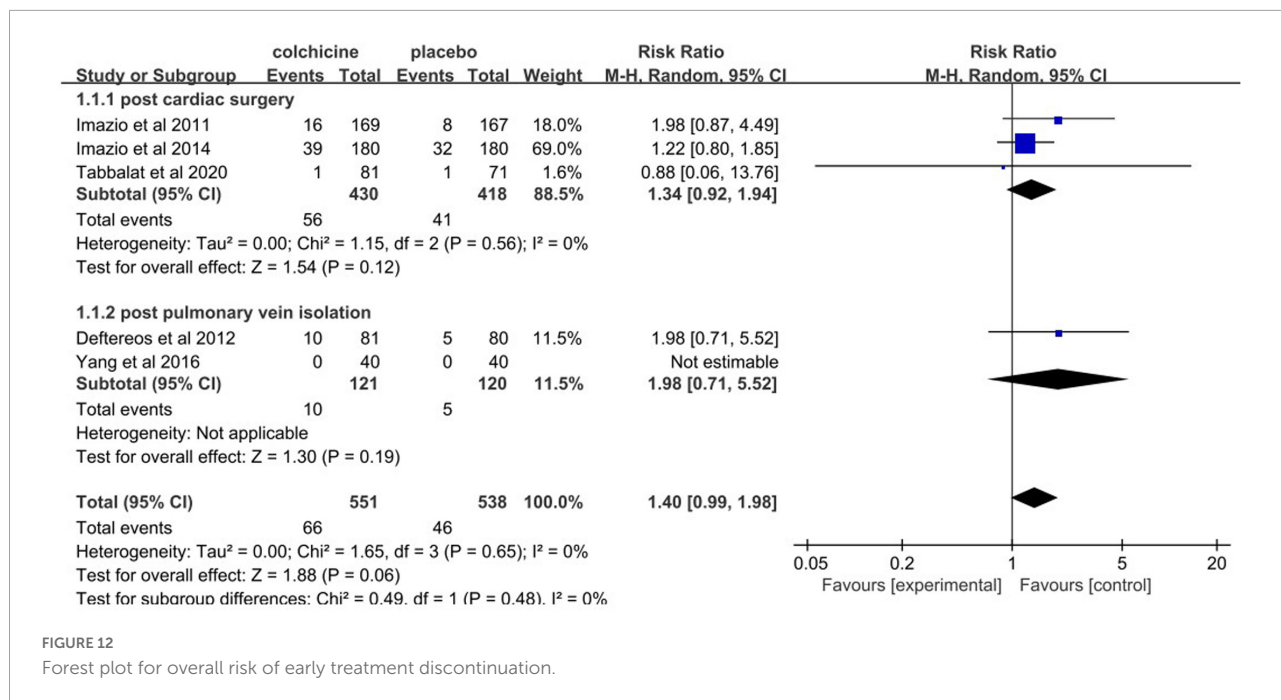 colchicine placebo Risk Ratio Risk Ratio
Study or Subgroup Events Total Events Total Weight M-H, Random, 95% CI M-H, Random, 95% CI
1.1.1 post cardiac surgery
Imazio et al 2011 16 169 8 167 18.0% 1.98 [0.87, 4.49]
Imazio et al 2014 39 180 32 180 69.0% 1.22 [0.80, 1.85]
Tabbalat et al 2020 1 81 1 71 1.6% 0.88 [0.06, 13.76]
Subtotal (95% CI) 430 418 88.5% 1.34 [0.92, 1.94]
Total events 56 41
Heterogeneity: Tau² = 0.00; Chi² = 1.15, df = 2 (P = 0.56); I² = 0%
Test for overall effect: Z = 1.54 (P = 0.12)
1.1.2 post pulmonary vein isolation
Deftereos et al 2012 10 81 5 80 11.5% 1.98 [0.71, 5.52]
Yang et al 2016 0 40 0 40 Not estimable
Subtotal (95% CI) 121 120 11.5% 1.98 [0.71, 5.52]
Total events 10 5
Heterogeneity: Not applicable
Test for overall effect: Z = 1.30 (P = 0.19)
Total (95% CI) 551 538 100.0% 1.40 [0.99, 1.98]
Total events 66 46
Heterogeneity: Tau² = 0.00; Chi² = 1.65, df = 3 (P = 0.65); I² = 0%
Test for overall effect: Z = 1.88 (P = 0.06)
Test for subgroup differences: Chi² = 0.49, df = 1 (P = 0.48), I² = 0%
0.05 0.2 1 5 20
Favours [experimental] Favours [control]
FIGURE 12
Forest plot for overall risk of early treatment discontinuation.